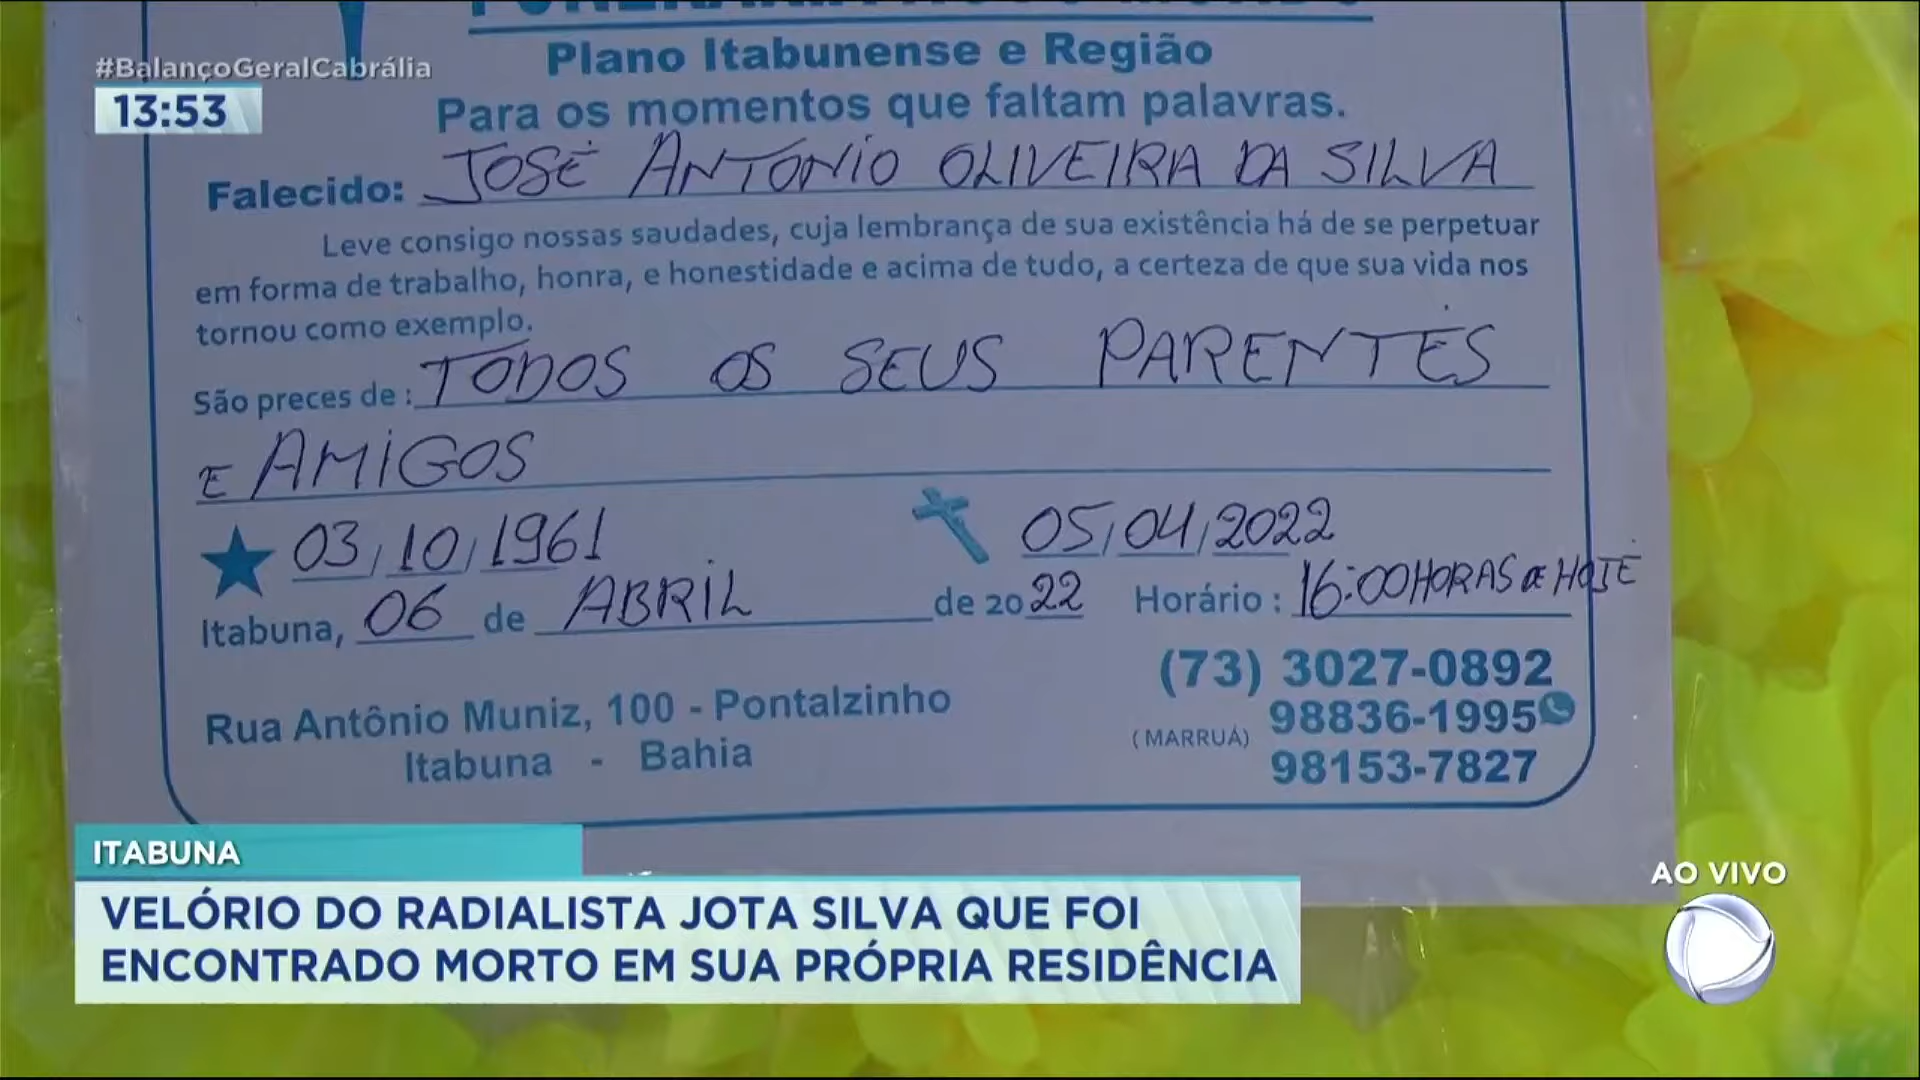 #BalançoGeralCabrália
13:53
Plano Itabunense e Região
Para os momentos que faltam palavras.
Falecido: JOSÉ ANTONIO OLIVEIRA DA SILVA
Leve consigo nossas saudades, cuja lembrança de sua existência há de se perpetuar
em forma de trabalho, honra, e honestidade e acima de tudo, a certeza de que sua vida nos
tornou como exemplo.
São preces de: TODOS OS SEUS PARENTES
E AMIGOS
03/10/1961 05/04/2022
Itabuna, 06 de ABRIL de 2022 Horário: 16:00 HORAS DE HOJE
(73) 3027-0892
Rua Antônio Muniz, 100 - Pontalzinho 98836-1995
Itabuna - Bahia (MARRUÁ) 98153-7827
ITABUNA
VELÓRIO DO RADIALISTA JOTA SILVA QUE FOI
ENCONTRADO MORTO EM SUA PRÓPRIA RESIDÊNCIA
AO VIVO